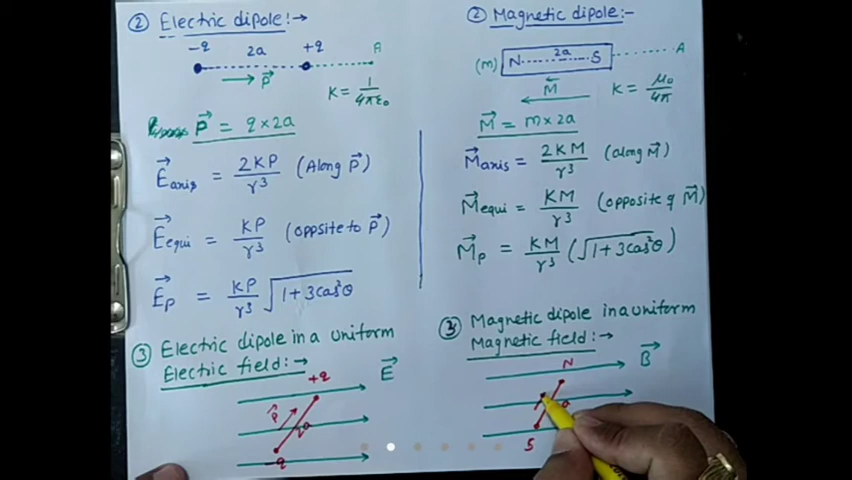 ② Electric dipole:→
-q 2a +q A
→ P⃗
K = 1/4πε₀
P⃗ = q×2a
E⃗axis = 2KP/r³ (Along P⃗)
E⃗equi = KP/r³ (oppsite to P⃗)
E⃗p = KP/r³ √1+3cos²θ
③ Electric dipole in a uniform
Electric field:→
+q E⃗
P⃗ θ
-q
② Magnetic dipole:-
(m) N 2a S A
M⃖ K = μ₀/4π
M⃗ = m×2a
M⃗axis = 2KM/r³ (along M⃗)
M⃗equi = KM/r³ (opposite of M⃗)
M⃗p = KM/r³ (√1+3cos²θ)
③ Magnetic dipole in a uniform
Magnetic field:→
N B⃗
θ
S